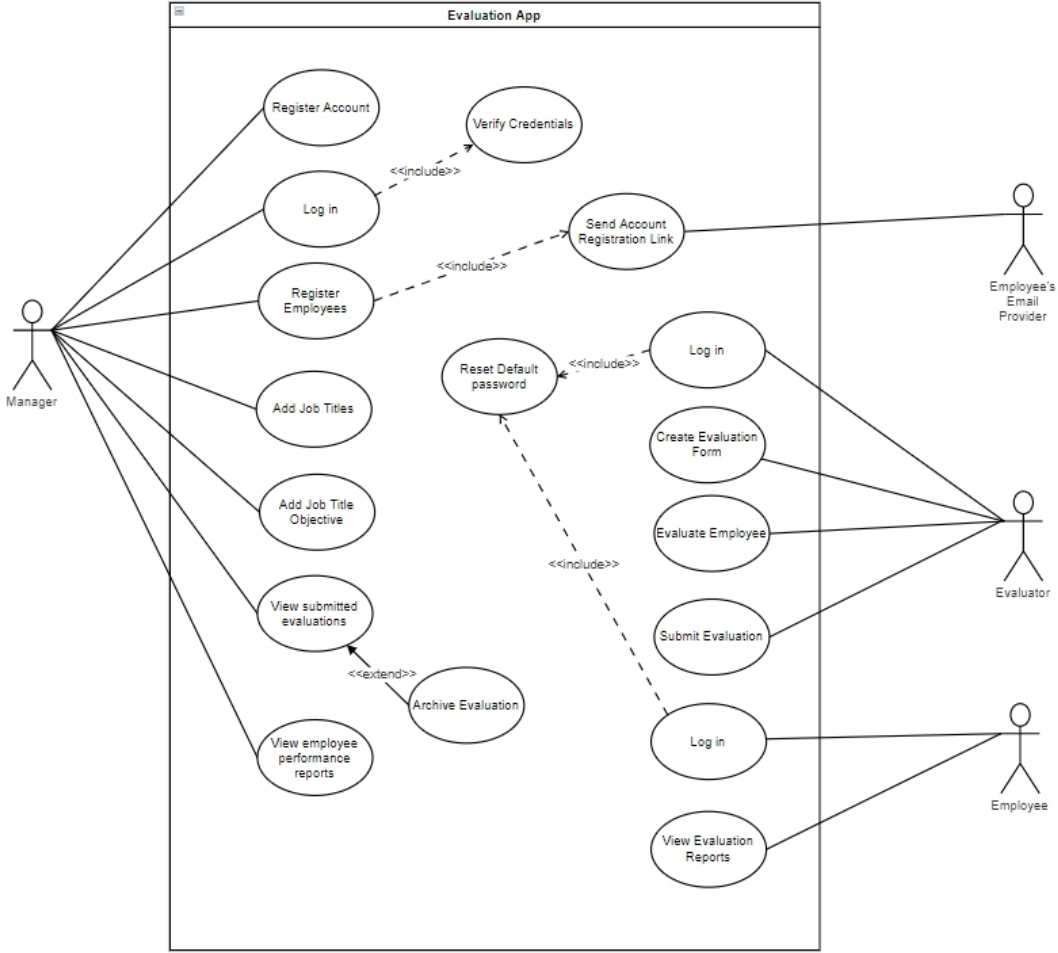 Evaluation App
Register Account
Verify Credentials
<<include>>
Log in
Send Account
Registration Link
<<include>>
Register
Employees
Employee's
Email
Provider
Manager
Log in
<<include>>
Reset Default
password
Add Job Titles
Create Evaluation
Form
Add Job Title
Objective
Evaluate Employee
<<include>>
Evaluator
View submitted
evaluations
Submit Evaluation
<<extend>>
Archive Evaluation
Log in
View employee
performance
reports
Employee
View Evaluation
Reports